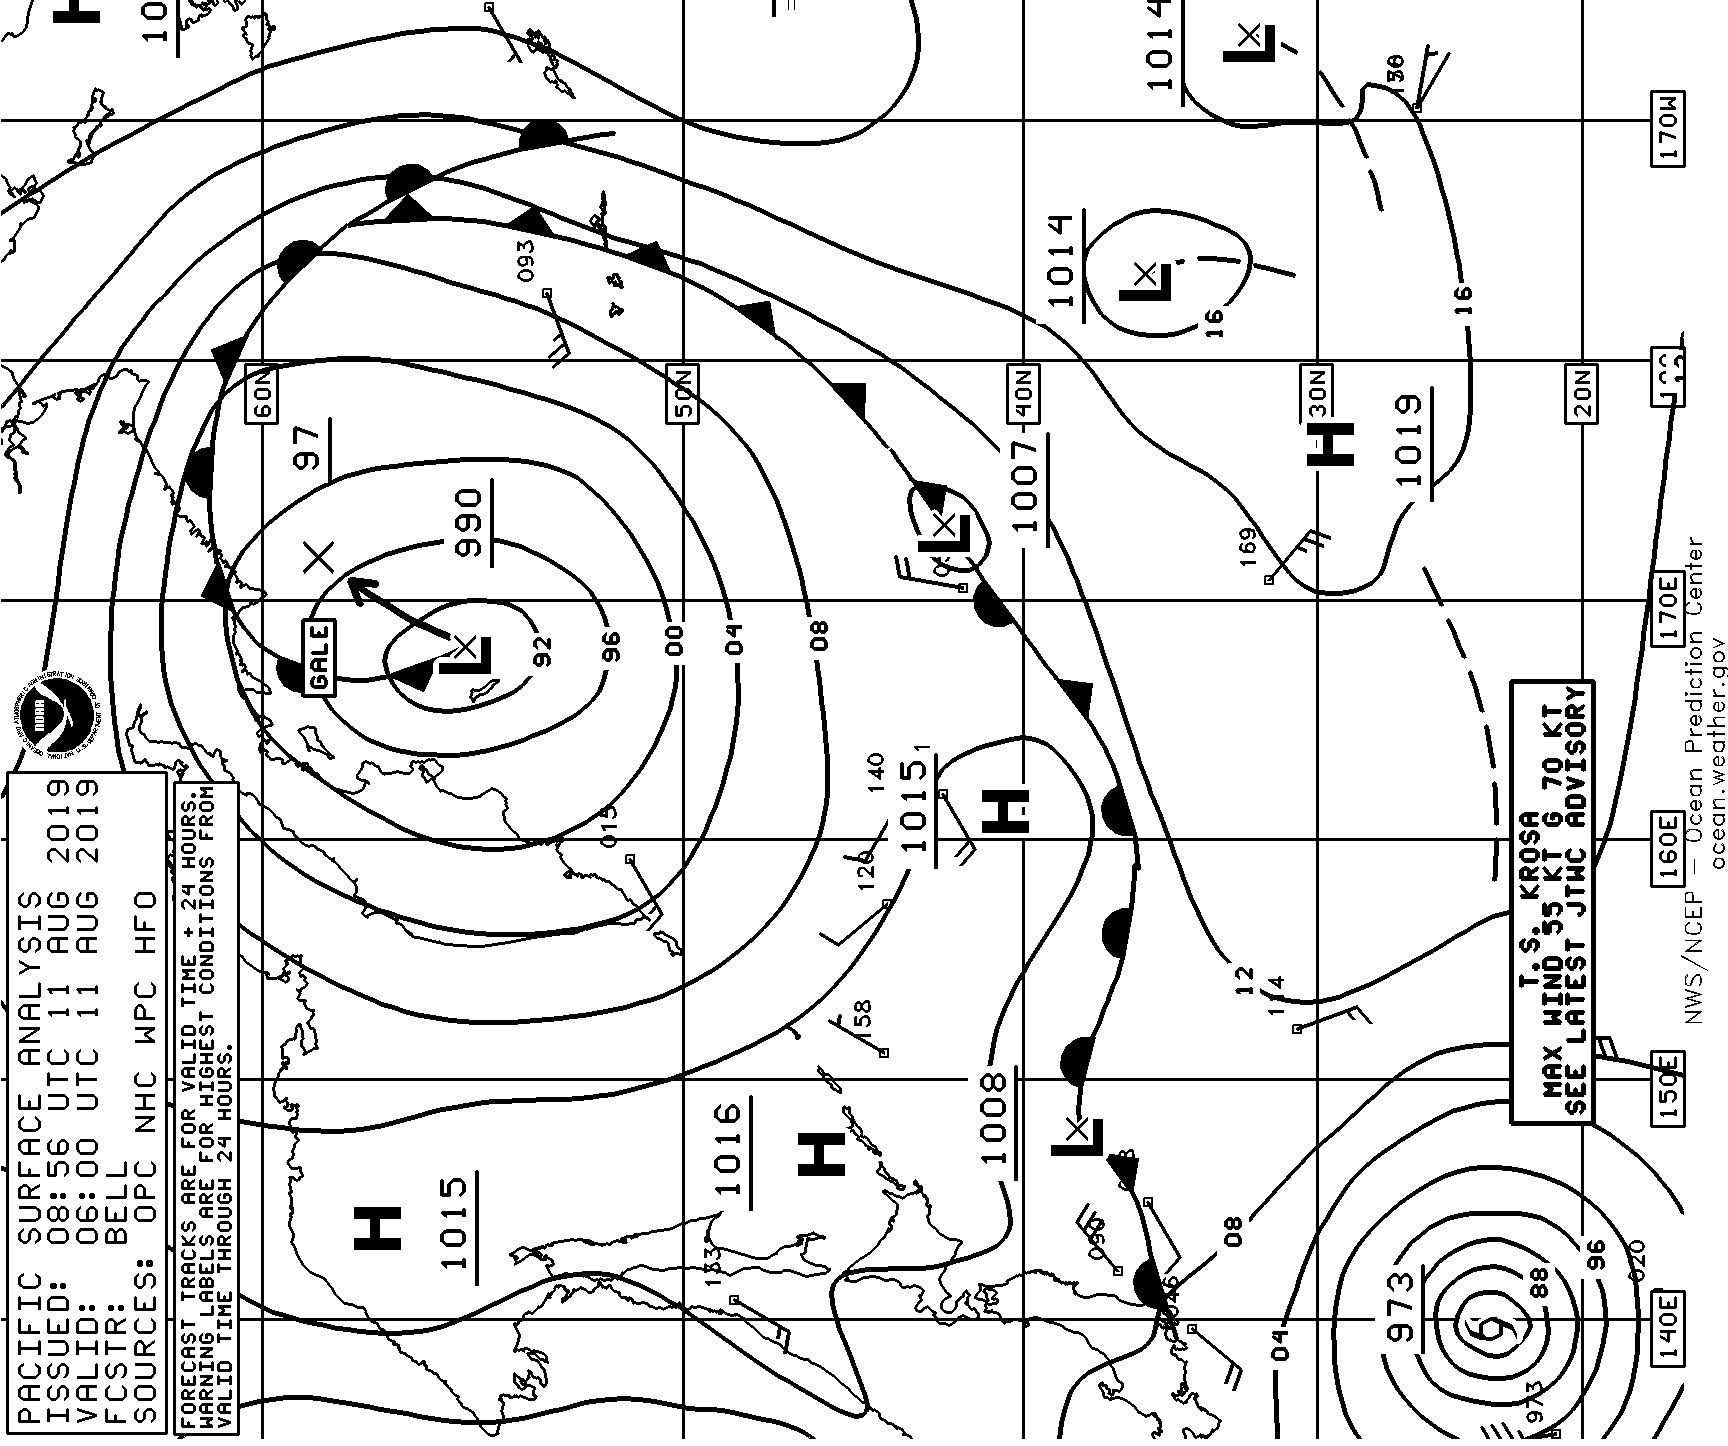 PACIFIC SURFACE ANALYSIS
ISSUED: 08:56 UTC 11 AUG 2019
VALID: 06:00 UTC 11 AUG 2019
FCSTR: BELL
SOURCES: OPC NHC WPC HFO
FORECAST TRACKS ARE FOR VALID TIME + 24 HOURS.
WARNING LABELS ARE FOR HIGHEST CONDITIONS FROM
VALID TIME THROUGH 24 HOURS.
H
10
60N
50N
40N
30N
20N
170W
170E
160E
150E
140E
1014
L
1014
L
16
16
093
97
990
GALE
L
92
96
00
04
08
1007
L
H
1019
169
015
140
120
1015
H
158
12
14
H
1015
1016
H
1008
L
133
08
04
973
88
96
020
973
T.S. KROSA
MAX WIND 55 KT G 70 KT
SEE LATEST JTWC ADVISORY
NWS/NCEP – Ocean Prediction Center
ocean.weather.gov